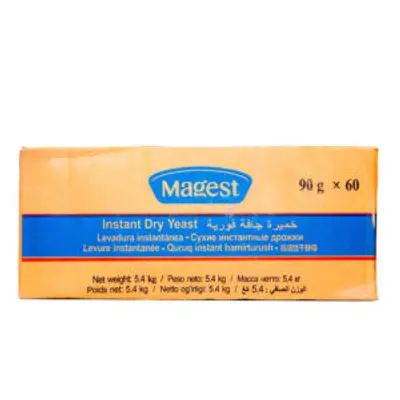 Magest
90 g × 60
Instant Dry Yeast خميرة جافة فورية
Levadura instantánea • Сухие инстантные дрожжи
Levure instantanée • Quruq instant hamirturush •
Net weight: 5.4 kg / Peso neto: 5.4 kg / Масса нетто: 5.4 кг
Poids net: 5.4 kg / Netto og'irligi: 5.4 kg / الوزن الصافي: 5.4 كغ